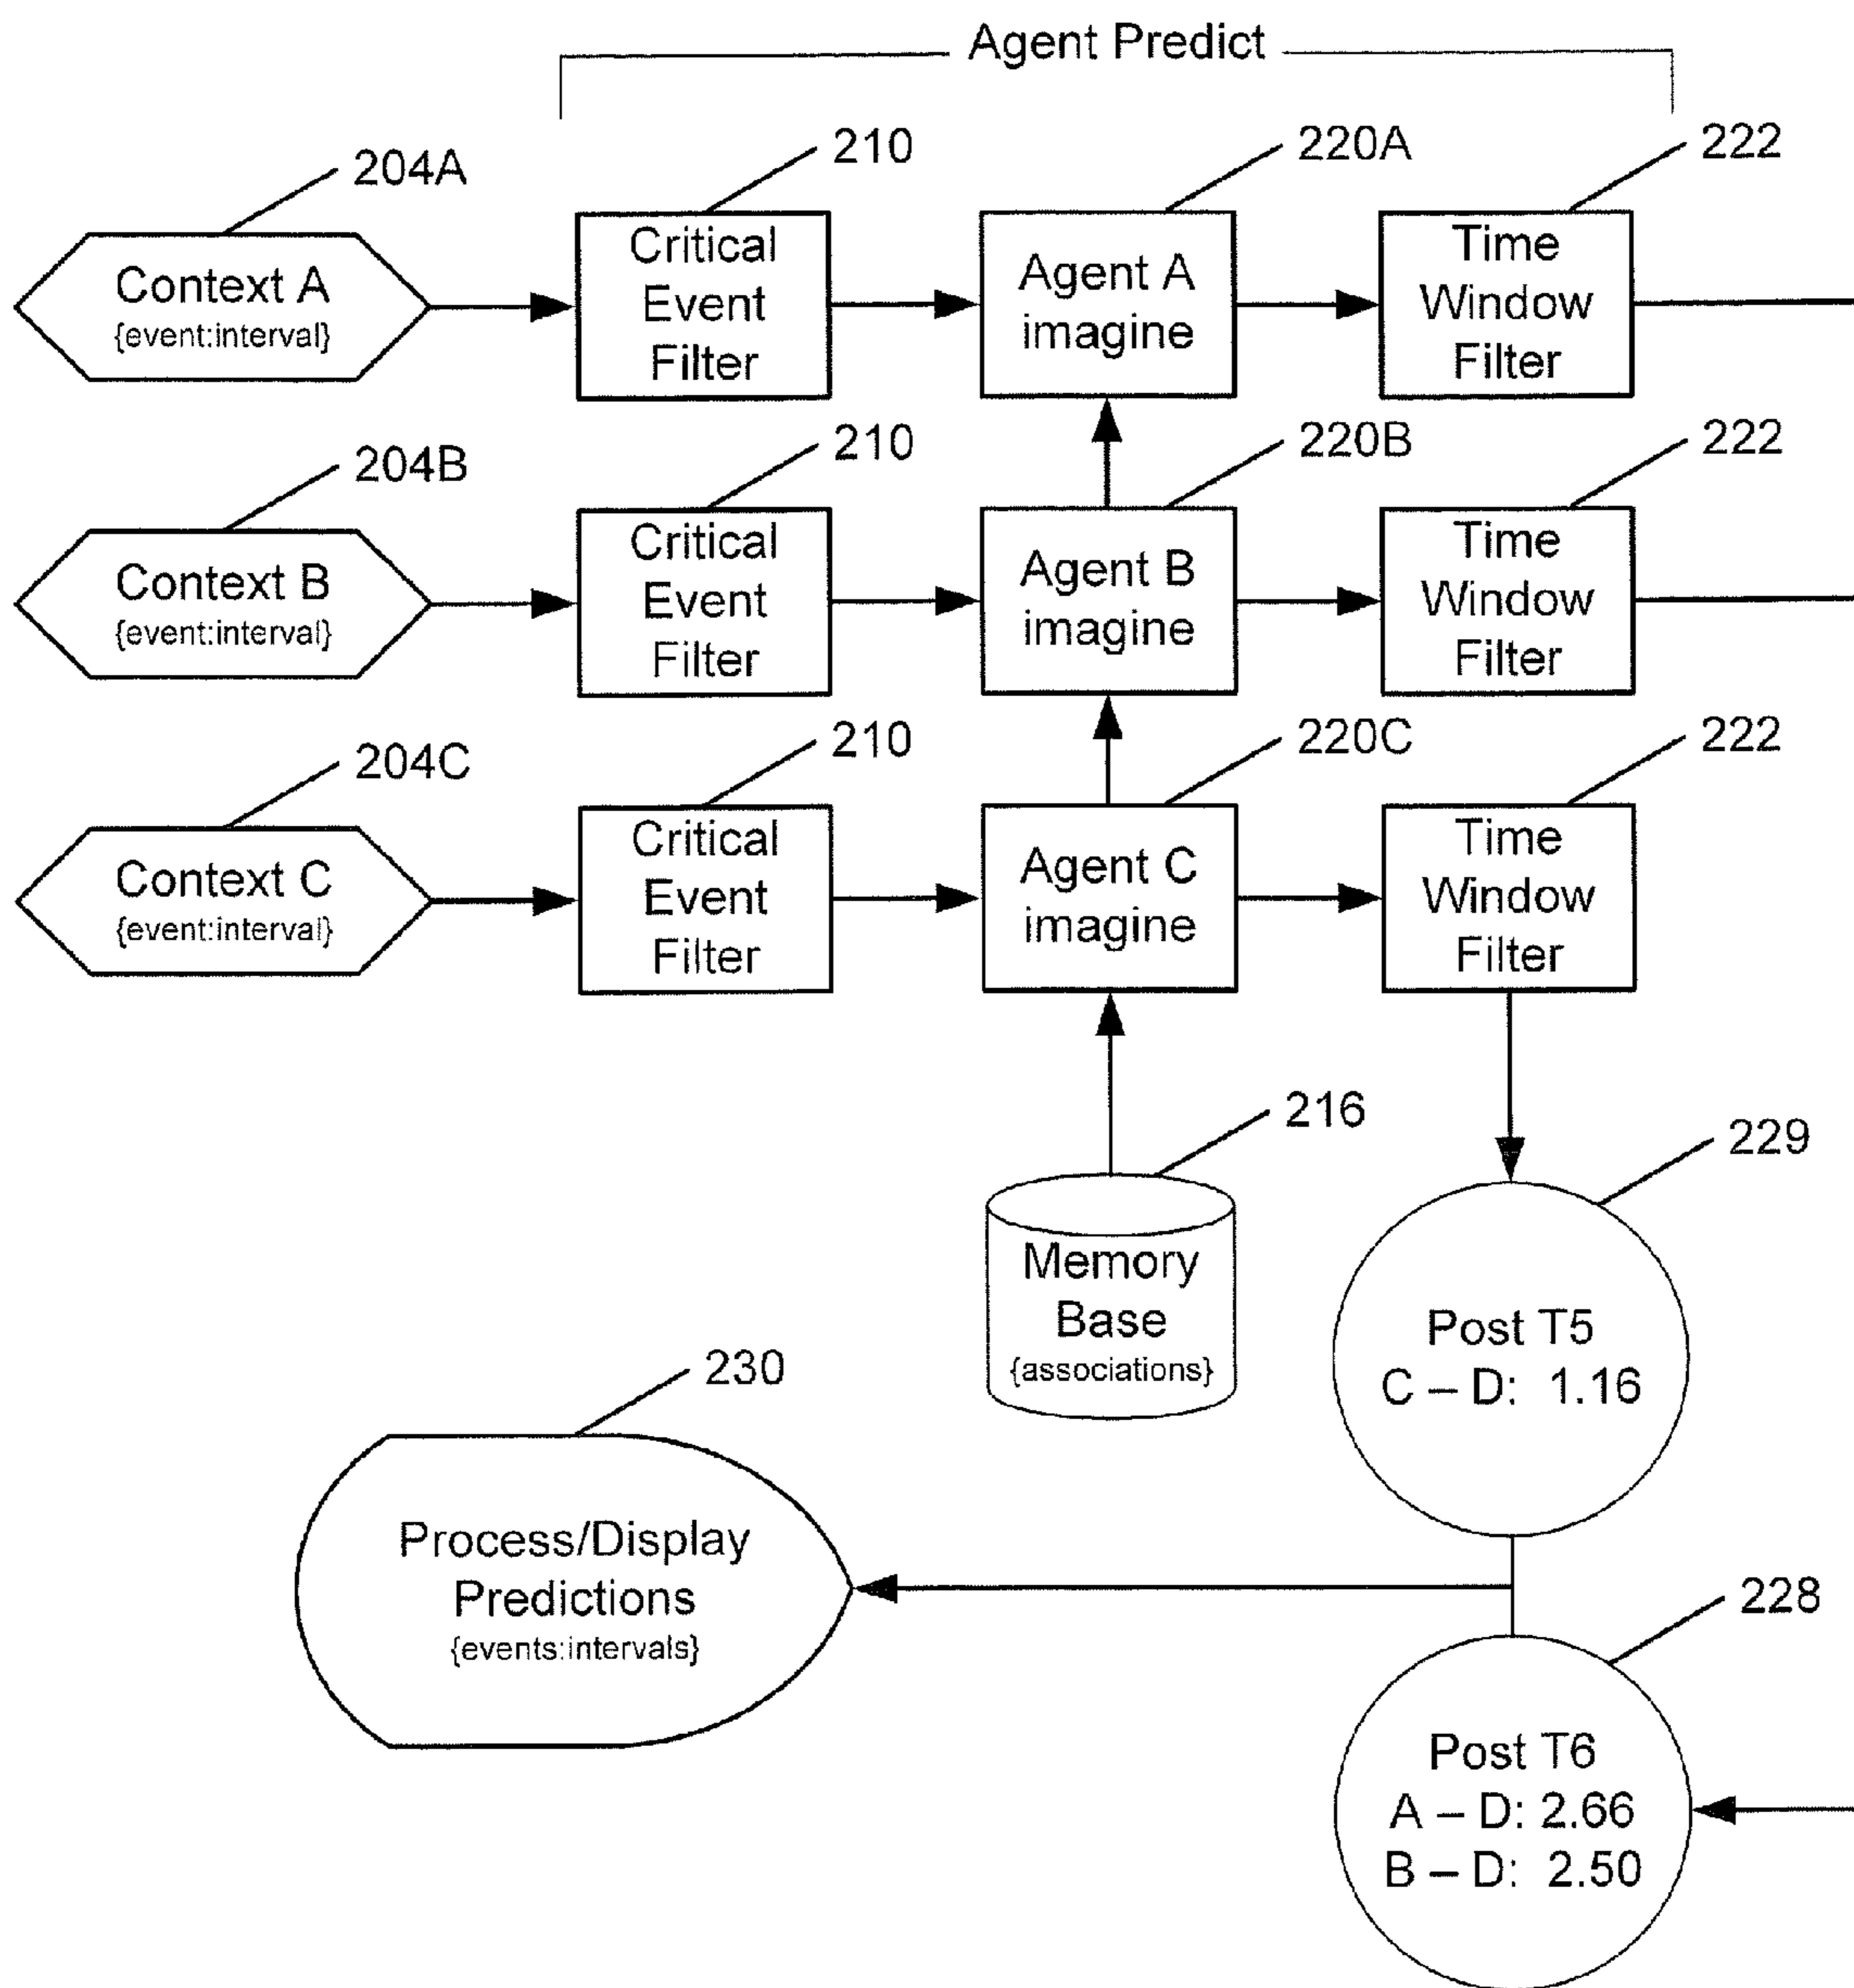 Agent Predict
204A
210
220A
222
Context A
{event:interval}
Critical
Event
Filter
Agent A
imagine
Time
Window
Filter
204B
210
220B
222
Context B
{event:interval}
Critical
Event
Filter
Agent B
imagine
Time
Window
Filter
204C
210
220C
222
Context C
{event:interval}
Critical
Event
Filter
Agent C
imagine
Time
Window
Filter
216
229
Memory
Base
{associations}
Post T5
C – D: 1.16
230
Process/Display
Predictions
{events:intervals}
228
Post T6
A – D: 2.66
B – D: 2.50